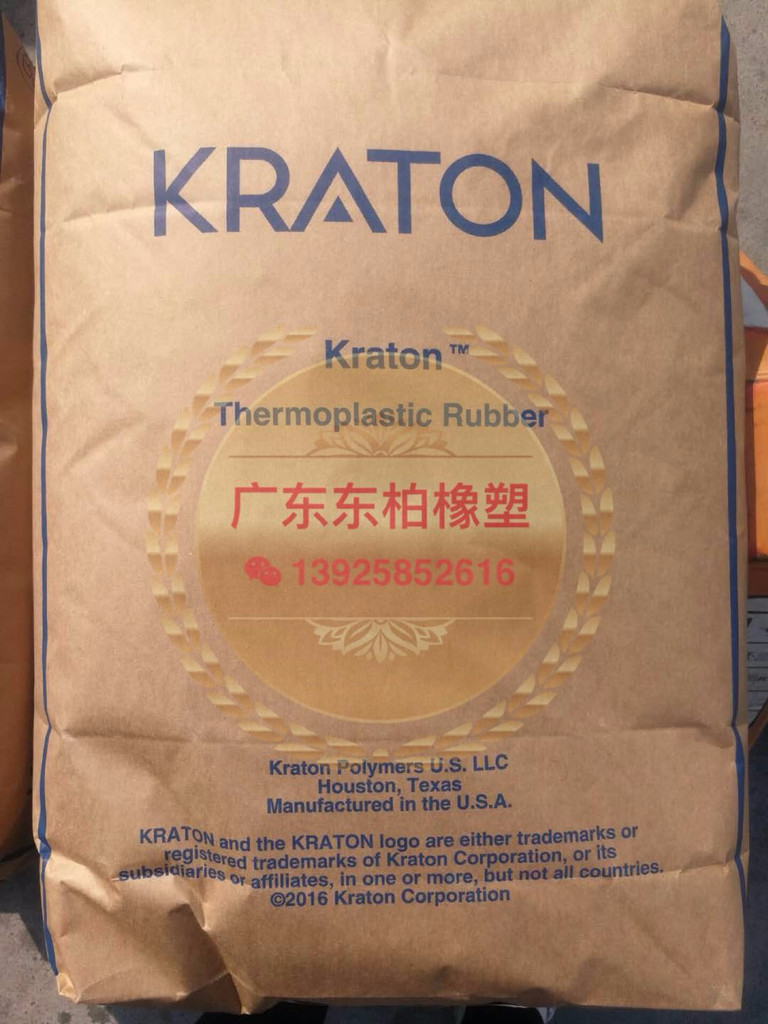 KRATON
Kraton™
Thermoplastic Rubber
广东东柏橡塑
13925852616
Kraton Polymers U.S. LLC
Houston, Texas
Manufactured in the U.S.A.
KRATON and the KRATON logo are either trademarks or
registered trademarks of Kraton Corporation, or its
subsidiaries or affiliates, in one or more, but not all countries.
©2016 Kraton Corporation